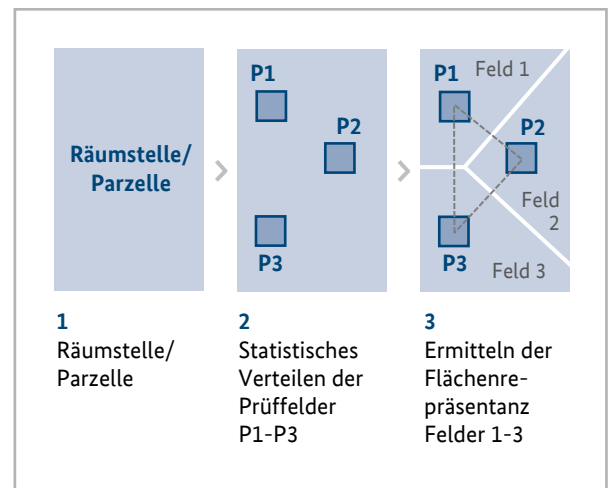 Räumstelle/
Parzelle
P1
P2
P3
P1
Feld 1
P2
Feld
2
P3
Feld 3
1
Räumstelle/
Parzelle
2
Statistisches
Verteilen der
Prüffelder
P1-P3
3
Ermitteln der
Flächenre-
präsentanz
Felder 1-3